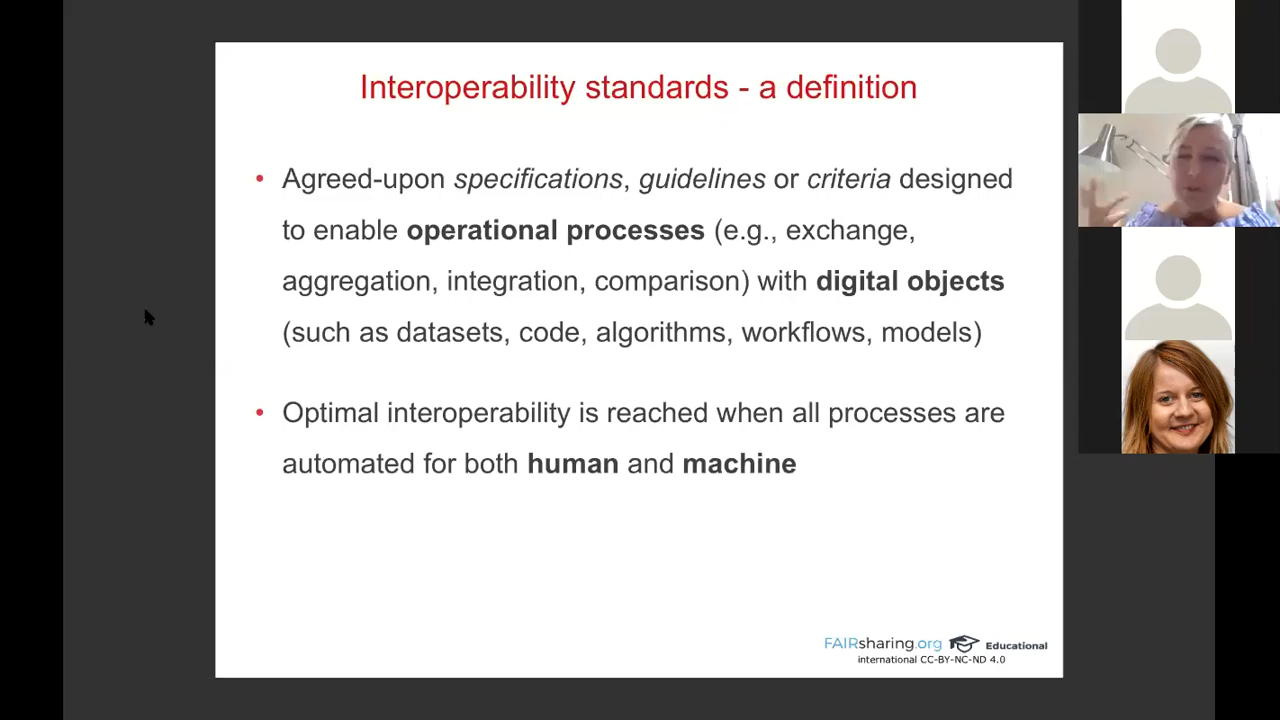 Interoperability standards - a definition
• Agreed-upon specifications, guidelines or criteria designed
to enable operational processes (e.g., exchange,
aggregation, integration, comparison) with digital objects
(such as datasets, code, algorithms, workflows, models)
• Optimal interoperability is reached when all processes are
automated for both human and machine
FAIRsharing.org Educational
international CC-BY-NC-ND 4.0